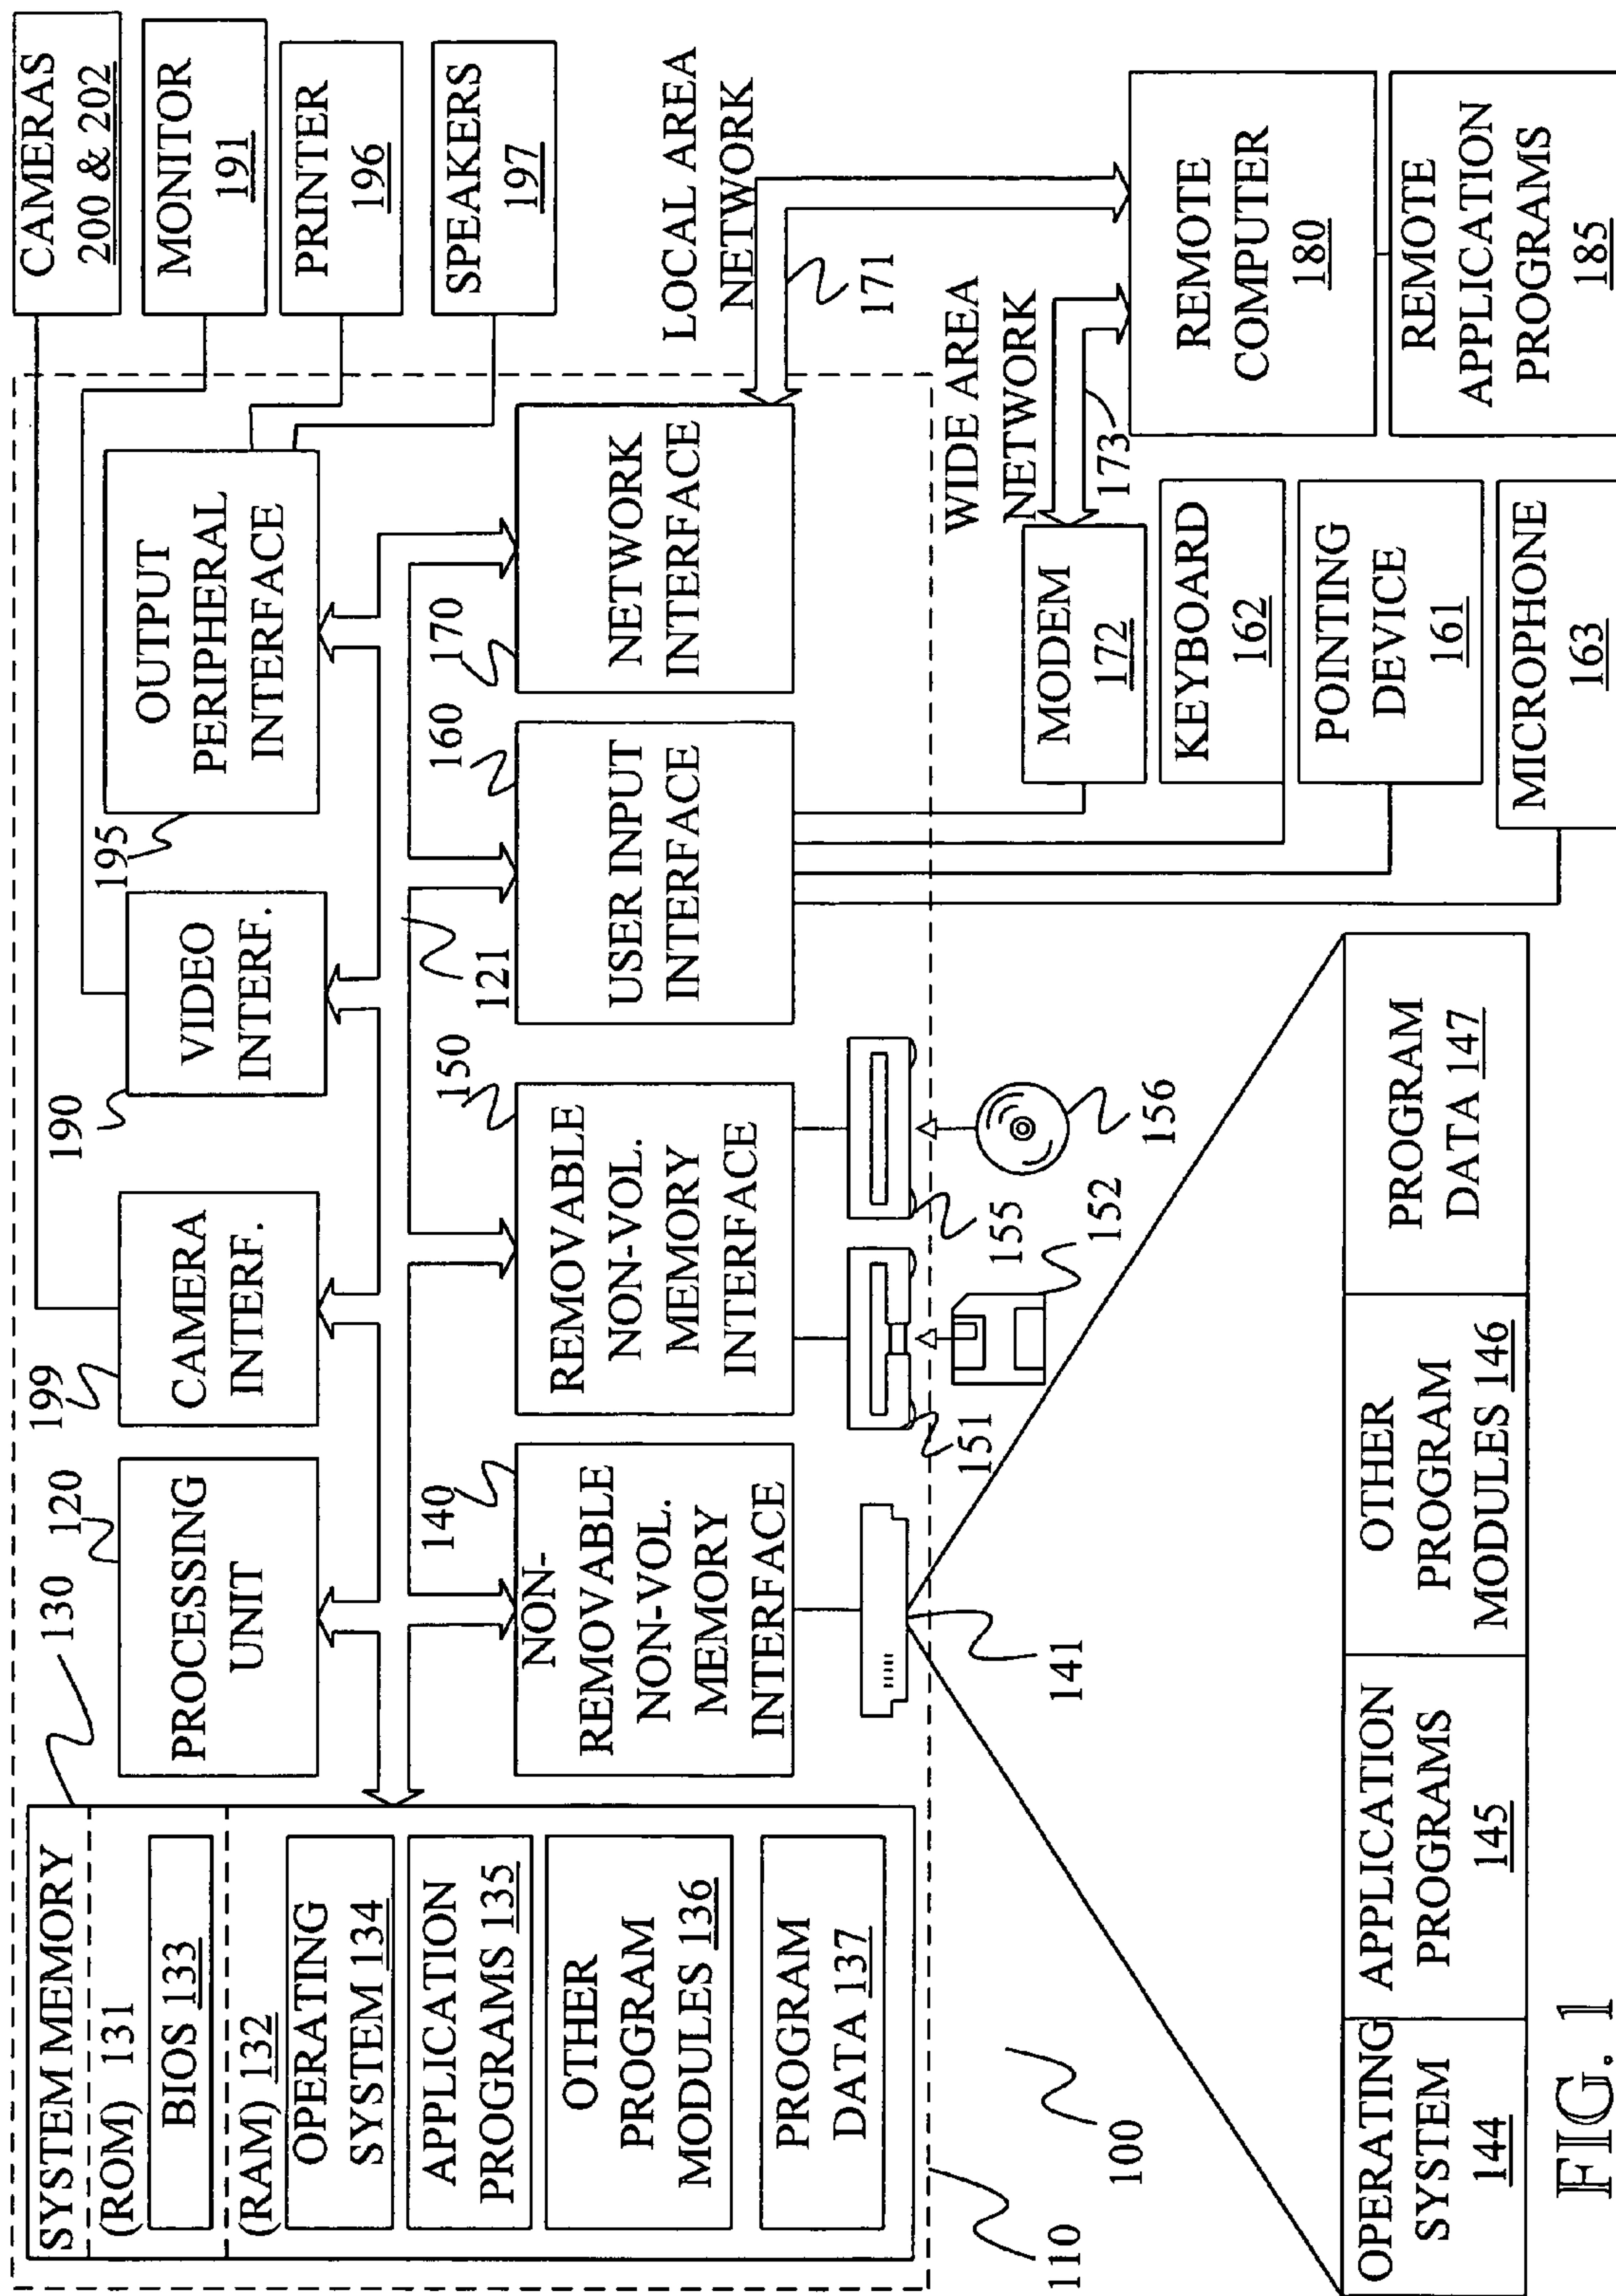 SYSTEM MEMORY
(ROM) 131
BIOS 133
(RAM) 132
OPERATING
SYSTEM 134
APPLICATION
PROGRAMS 135
OTHER
PROGRAM
MODULES 136
PROGRAM
DATA 137
130
120
PROCESSING
UNIT
199
CAMERA
INTERF.
190
VIDEO
INTERF.
195
OUTPUT
PERIPHERAL
INTERFACE
CAMERAS
200 & 202
MONITOR
191
PRINTER
196
SPEAKERS
197
140
NON-
REMOVABLE
NON-VOL.
MEMORY
INTERFACE
150
REMOVABLE
NON-VOL.
MEMORY
INTERFACE
121
160
USER INPUT
INTERFACE
170
NETWORK
INTERFACE
LOCAL AREA
NETWORK
171
WIDE AREA
NETWORK
173
141
151
155
152
156
MODEM
172
KEYBOARD
162
POINTING
DEVICE
161
MICROPHONE
163
REMOTE
COMPUTER
180
REMOTE
APPLICATION
PROGRAMS
185
110
100
OPERATING
SYSTEM
144
APPLICATION
PROGRAMS
145
OTHER
PROGRAM
MODULES 146
PROGRAM
DATA 147
FIG. 1